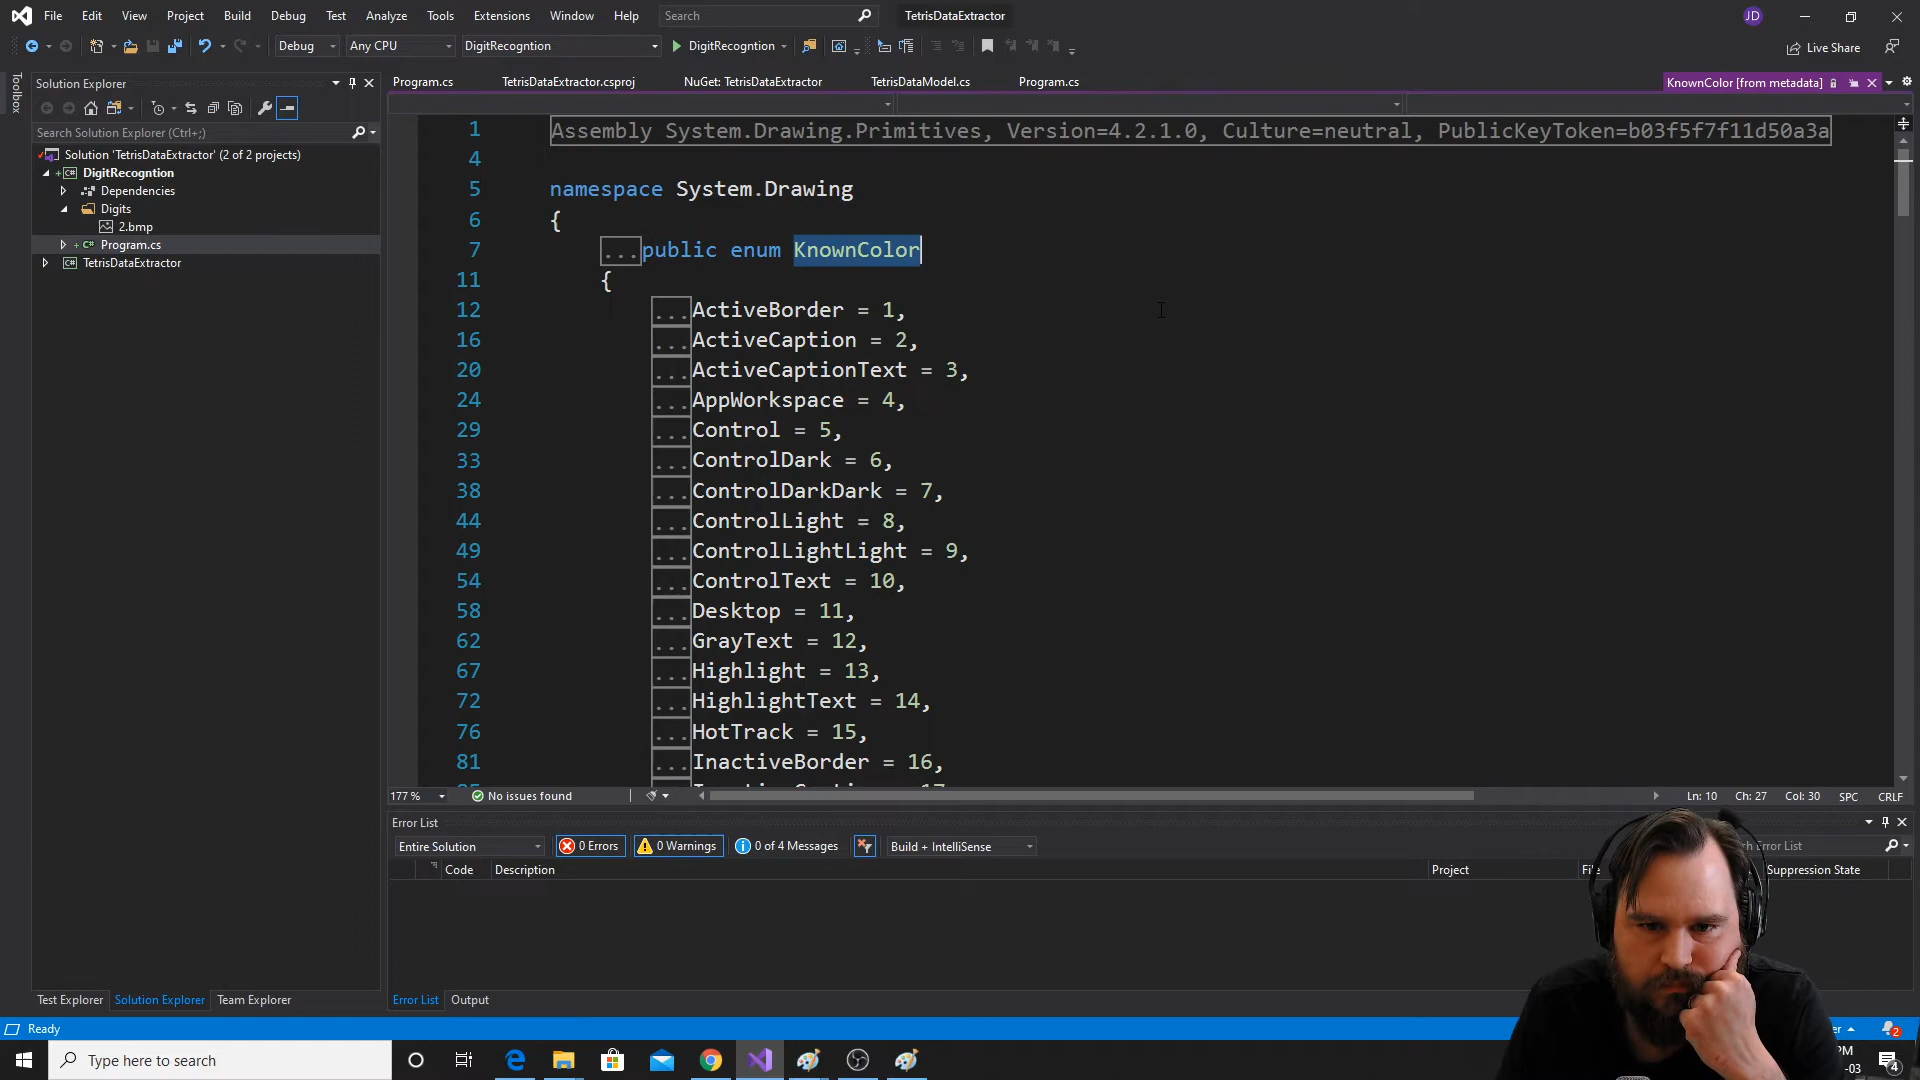 File Edit View Project Build Debug Test Analyze Tools Extensions Window Help Search TetrisDataExtractor JD
Debug Any CPU DigitRecogntion DigitRecogntion Live Share
Toolbox
Solution Explorer
Search Solution Explorer (Ctrl+;)
Solution 'TetrisDataExtractor' (2 of 2 projects)
DigitRecogntion
Dependencies
Digits
2.bmp
Program.cs
TetrisDataExtractor
Program.cs TetrisDataExtractor.csproj NuGet: TetrisDataExtractor TetrisDataModel.cs Program.cs KnownColor [from metadata]
1 Assembly System.Drawing.Primitives, Version=4.2.1.0, Culture=neutral, PublicKeyToken=b03f5f7f11d50a3a
4
5 namespace System.Drawing
6 {
7 ...public enum KnownColor
11 {
12 ...ActiveBorder = 1,
16 ...ActiveCaption = 2,
20 ...ActiveCaptionText = 3,
24 ...AppWorkspace = 4,
29 ...Control = 5,
33 ...ControlDark = 6,
38 ...ControlDarkDark = 7,
44 ...ControlLight = 8,
49 ...ControlLightLight = 9,
54 ...ControlText = 10,
58 ...Desktop = 11,
62 ...GrayText = 12,
67 ...Highlight = 13,
72 ...HighlightText = 14,
76 ...HotTrack = 15,
81 ...InactiveBorder = 16,
177 % No issues found Ln: 10 Ch: 27 Col: 30 SPC CRLF
Error List
Entire Solution 0 Errors 0 Warnings 0 of 4 Messages Build + IntelliSense Error List
Code Description Project Suppression State
Test Explorer Solution Explorer Team Explorer Error List Output
Ready 2
Type here to search PM
-03 4